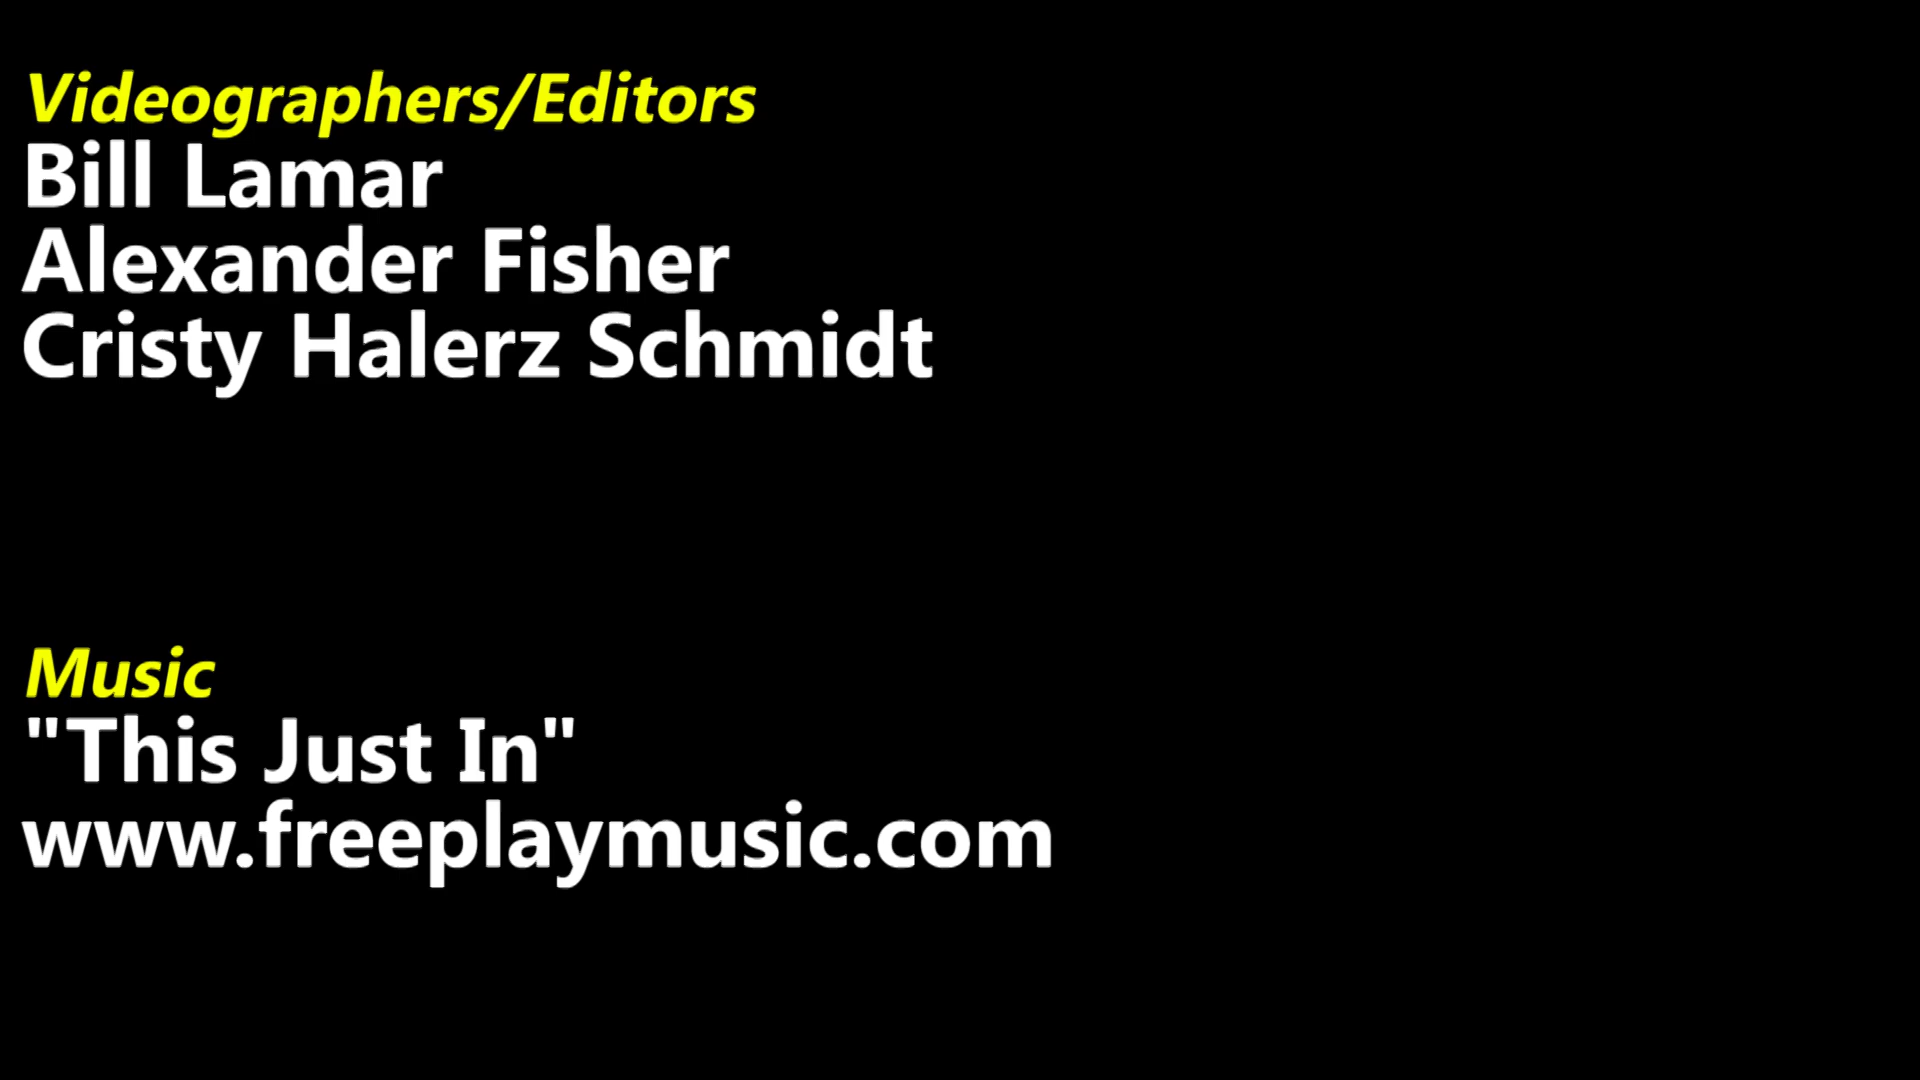 Videographers/Editors
Bill Lamar
Alexander Fisher
Cristy Halerz Schmidt
Music
"This Just In"
www.freeplaymusic.com